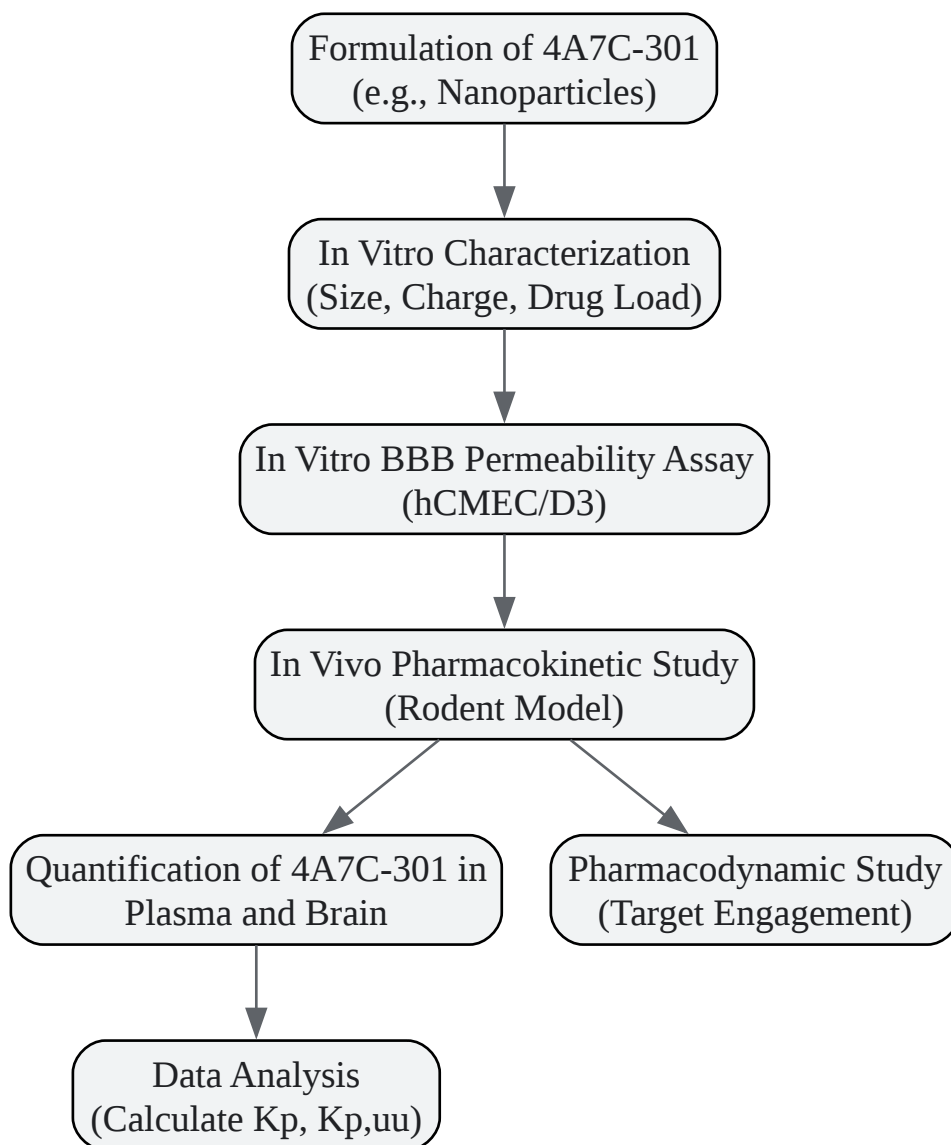 Formulation of 4A7C-301
(e.g., Nanoparticles)
In Vitro Characterization
(Size, Charge, Drug Load)
In Vitro BBB Permeability Assay
(hCMEC/D3)
In Vivo Pharmacokinetic Study
(Rodent Model)
Quantification of 4A7C-301 in
Plasma and Brain
Pharmacodynamic Study
(Target Engagement)
Data Analysis
(Calculate Kp, Kp,uu)